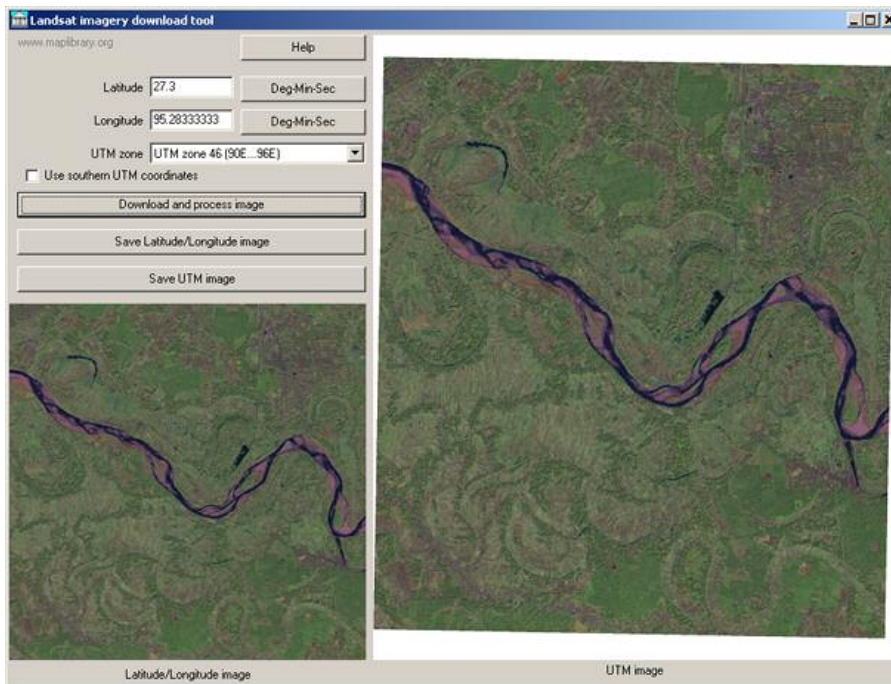 Landsat imagery download tool
www.maplibrary.org
Help
Latitude 27.3 Deg-Min-Sec
Longitude 95.28333333 Deg-Min-Sec
UTM zone UTM zone 46 (90E...96E)
Use southern UTM coordinates
Download and process image
Save Latitude/Longitude image
Save UTM image
Latitude/Longitude image
UTM image